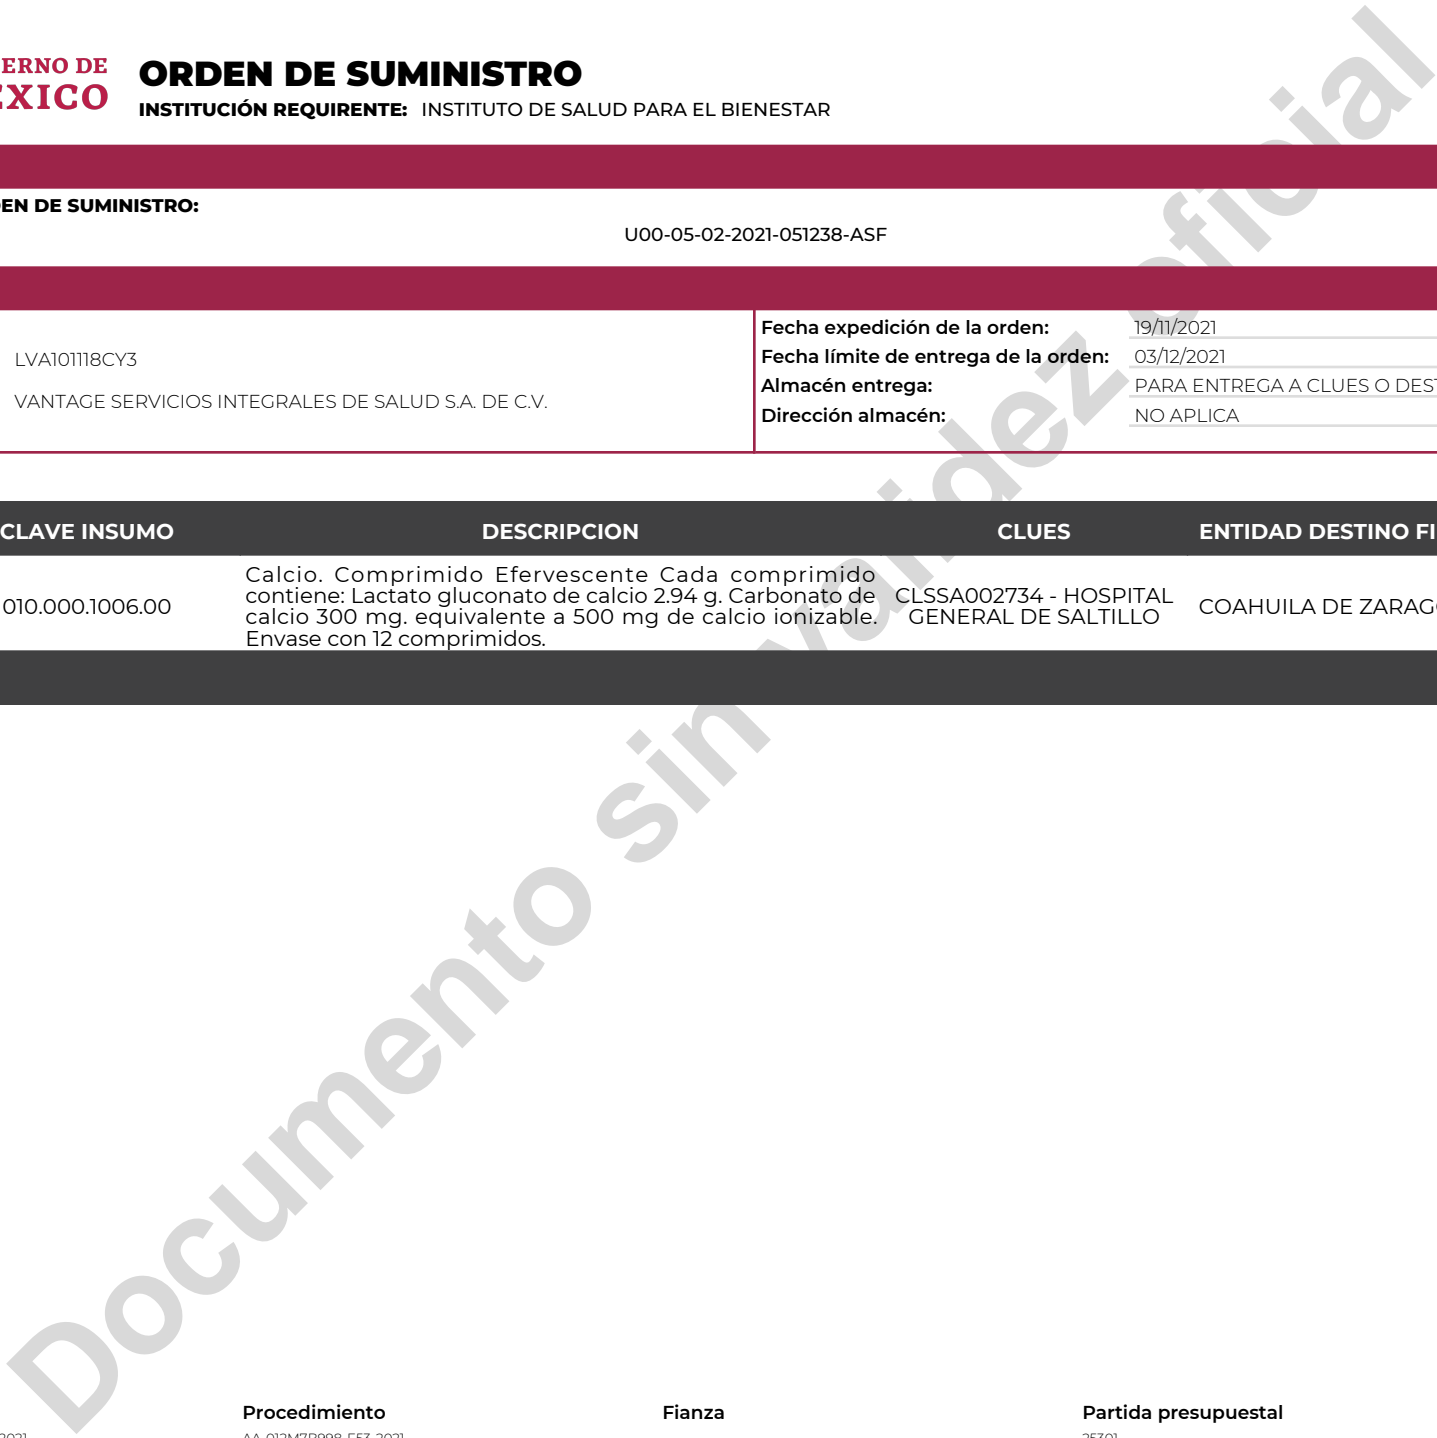 ERNO DE
ÉXICO
ORDEN DE SUMINISTRO
INSTITUCIÓN REQUIRENTE: INSTITUTO DE SALUD PARA EL BIENESTAR
EN DE SUMINISTRO:
U00-05-02-2021-051238-ASF
LVA101118CY3
VANTAGE SERVICIOS INTEGRALES DE SALUD S.A. DE C.V.
Fecha expedición de la orden: 19/11/2021
Fecha límite de entrega de la orden: 03/12/2021
Almacén entrega: PARA ENTREGA A CLUES O DEST
Dirección almacén: NO APLICA
CLAVE INSUMO DESCRIPCION CLUES ENTIDAD DESTINO FI
010.000.1006.00
Calcio. Comprimido Efervescente Cada comprimido
contiene: Lactato gluconato de calcio 2.94 g. Carbonato de
calcio 300 mg. equivalente a 500 mg de calcio ionizable.
Envase con 12 comprimidos.
CLSSA002734 - HOSPITAL
GENERAL DE SALTILLO
COAHUILA DE ZARAG
Documento sin validez oficial
Procedimiento Fianza Partida presupuestal